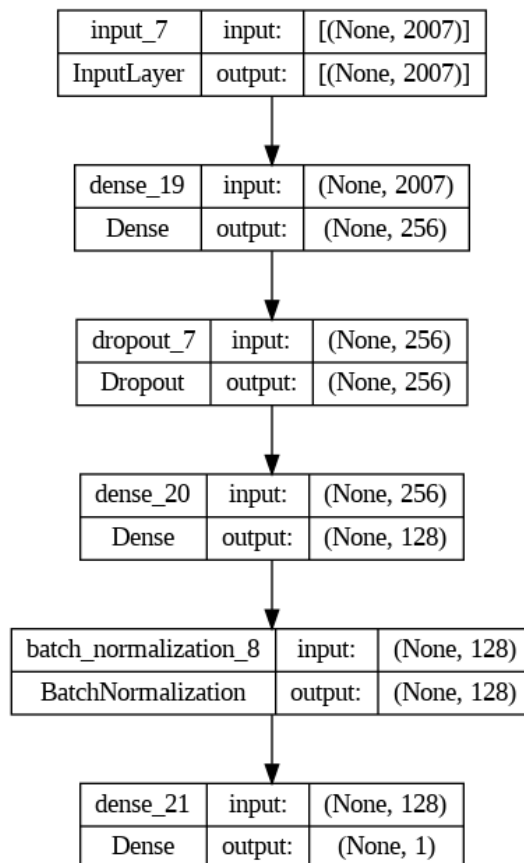 input_7 input: [(None, 2007)]
InputLayer output: [(None, 2007)]
dense_19 input: (None, 2007)
Dense output: (None, 256)
dropout_7 input: (None, 256)
Dropout output: (None, 256)
dense_20 input: (None, 256)
Dense output: (None, 128)
batch_normalization_8 input: (None, 128)
BatchNormalization output: (None, 128)
dense_21 input: (None, 128)
Dense output: (None, 1)